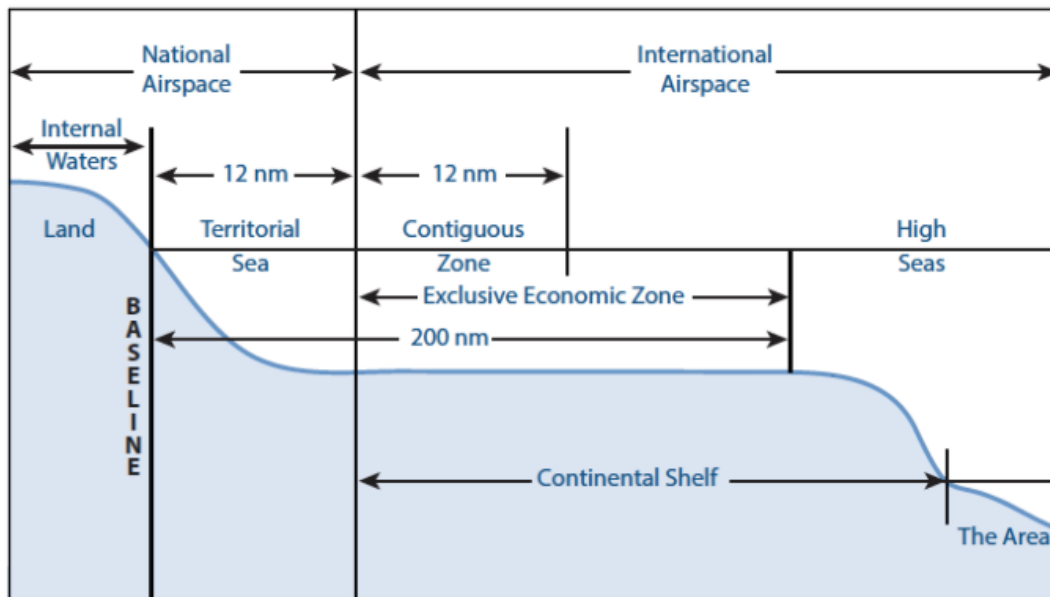 National
Airspace
International
Airspace
Internal
Waters
12 nm
12 nm
Land
Territorial
Sea
Contiguous
Zone
High
Seas
Exclusive Economic Zone
200 nm
BASELINE
Continental Shelf
The Area